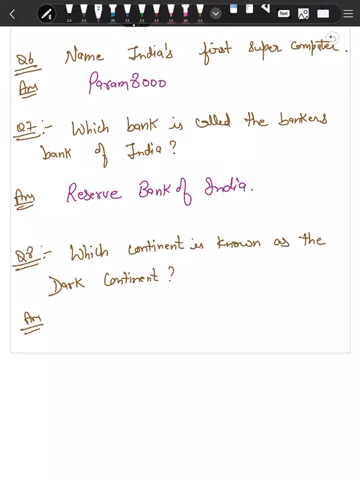 Q6 Name India's first super computer.
Ans Param8000
Q7:- Which bank is called the bankers
bank of India?
Ans Reserve Bank of India.
Q8:- Which continent is known as the
Dark Continent?
Ans